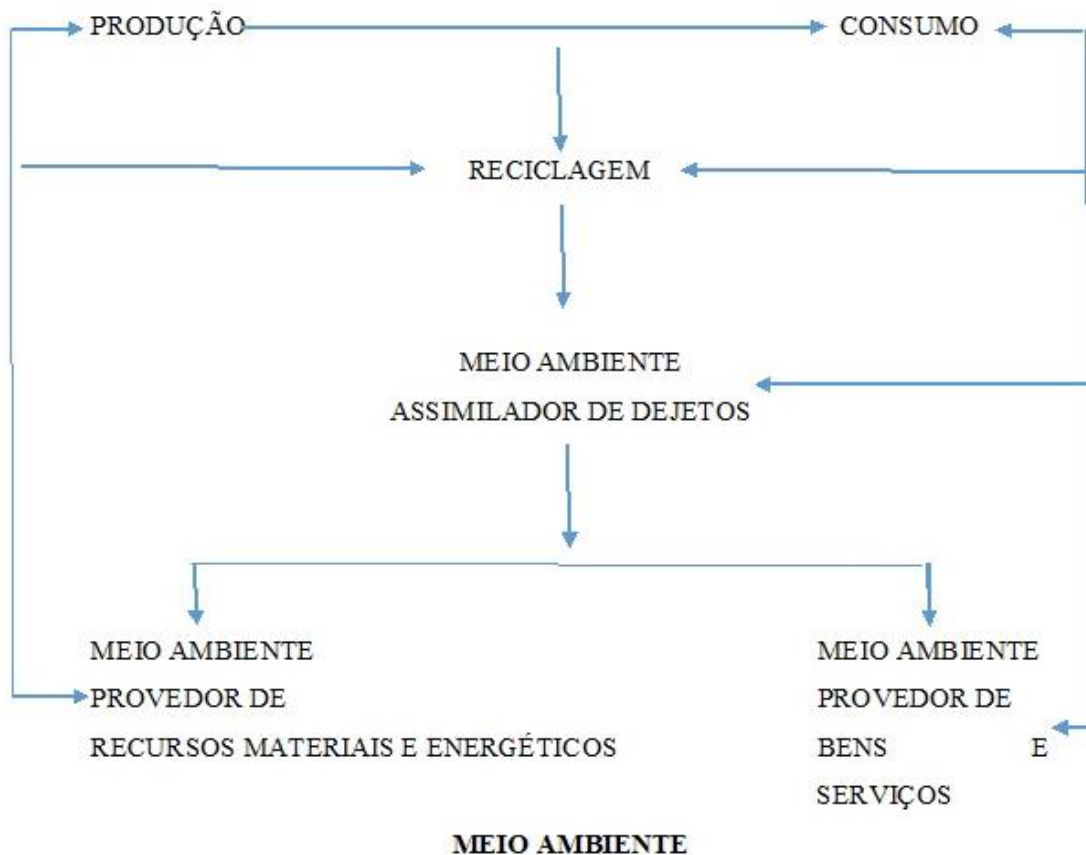 PRODUÇÃO
CONSUMO
RECICLAGEM
MEIO AMBIENTE
ASSIMILADOR DE DEJETOS
MEIO AMBIENTE
PROVEDOR DE
RECURSOS MATERIAIS E ENERGÉTICOS
MEIO AMBIENTE
PROVEDOR DE
BENS E
SERVIÇOS
MEIO AMBIENTE